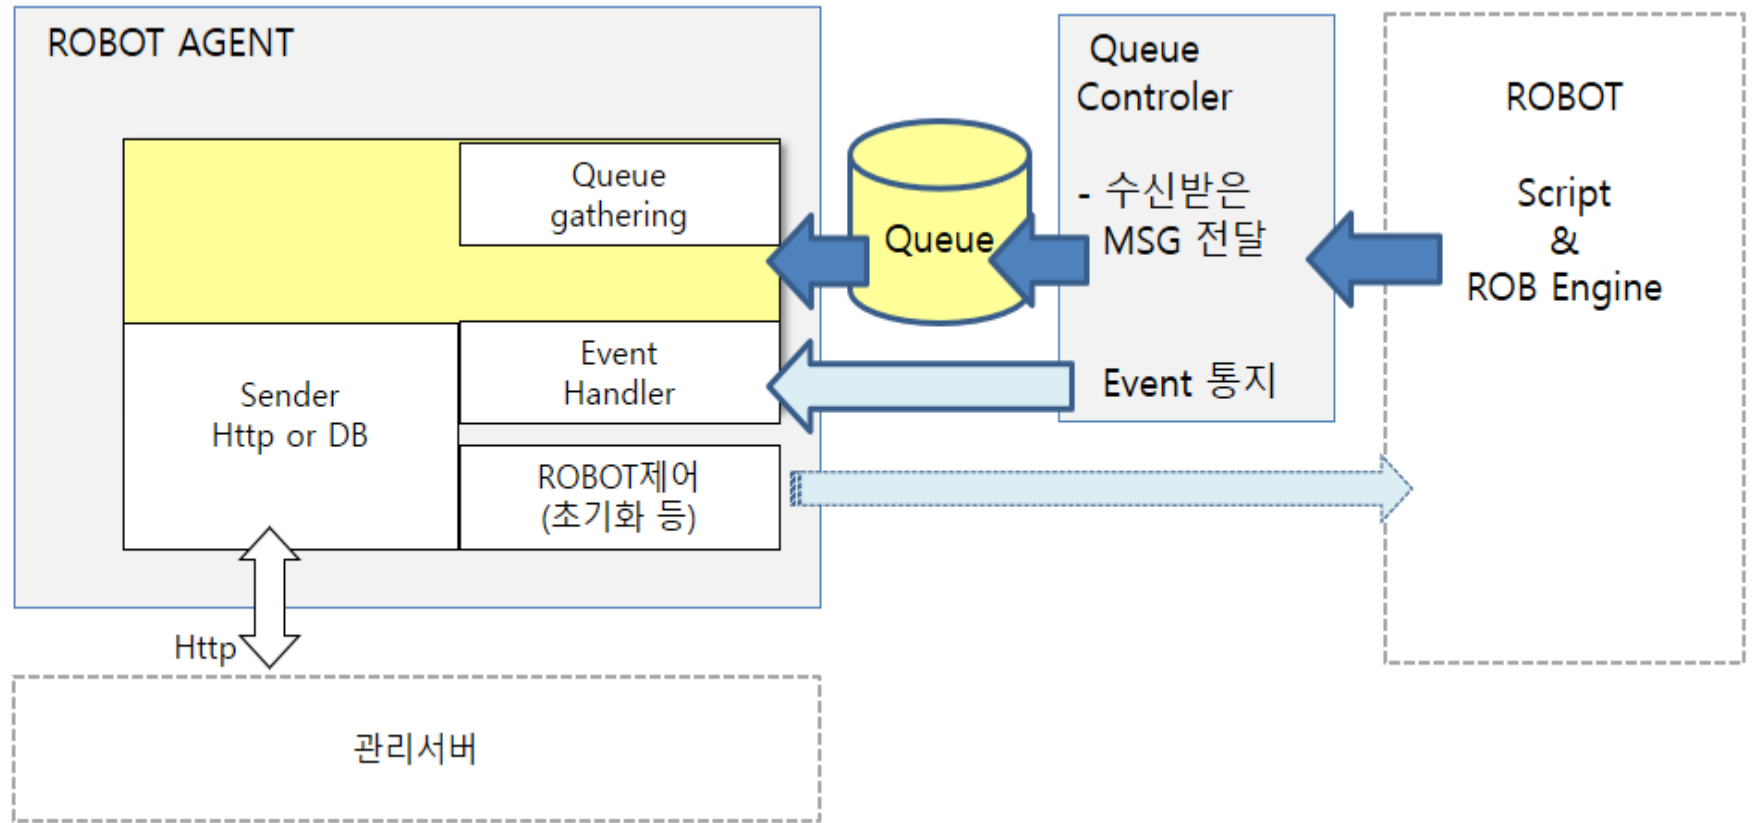 ROBOT AGENT
Queue
gathering
Event
Handler
Sender
Http or DB
ROBOT제어
(초기화 등)
Http
관리서버
Queue
Queue
Controler
- 수신받은
MSG 전달
Event 통지
ROBOT
Script
&
ROB Engine